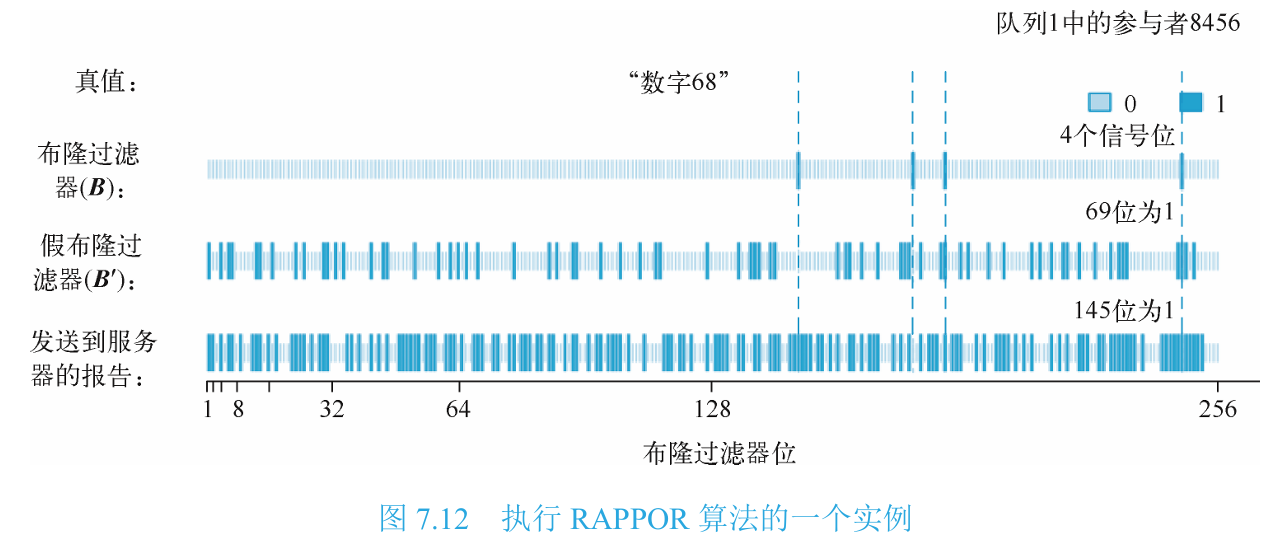 队列1中的参与者8456
真值：
“数字68”
0
1
4个信号位
布隆过滤
器(B)：
69位为1
假布隆过
滤器(B′)：
145位为1
发送到服务
器的报告：
1 8 32 64 128 256
布隆过滤器位
图 7.12 执行 RAPPOR 算法的一个实例